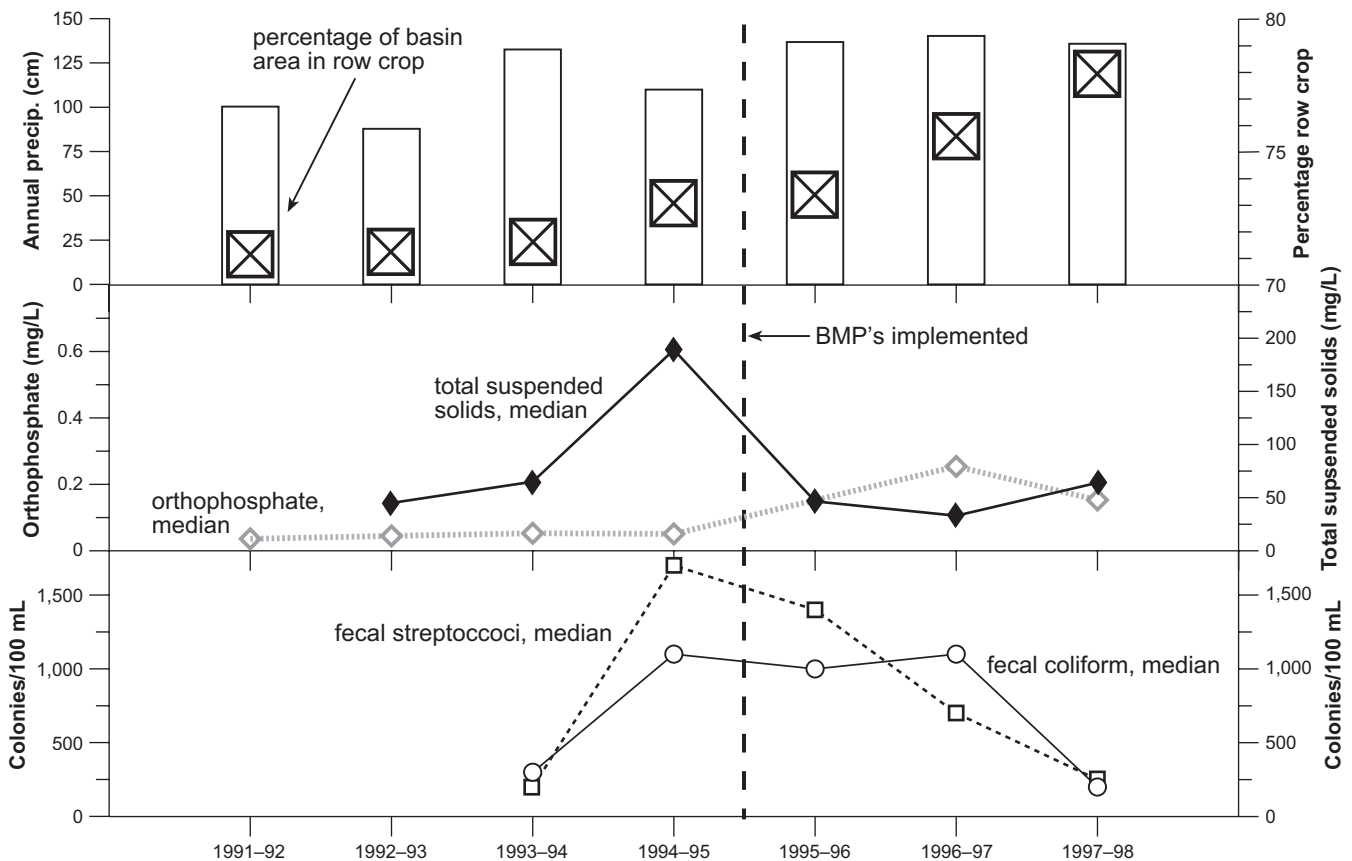 150
125
100
75
50
25
0
Annual precip. (cm)
percentage of basin
area in row crop
80
75
70
Percentage row crop
0.6
0.4
0.2
0
Orthophosphate (mg/L)
total suspended
solids, median
orthophosphate,
median
BMP's implemented
200
150
100
50
0
Total supsended solids (mg/L)
1,500
1,000
500
0
Colonies/100 mL
fecal streptoccoci, median
fecal coliform, median
1,500
1,000
500
0
Colonies/100 mL
1991–92 1992–93 1993–94 1994–95 1995–96 1996–97 1997–98